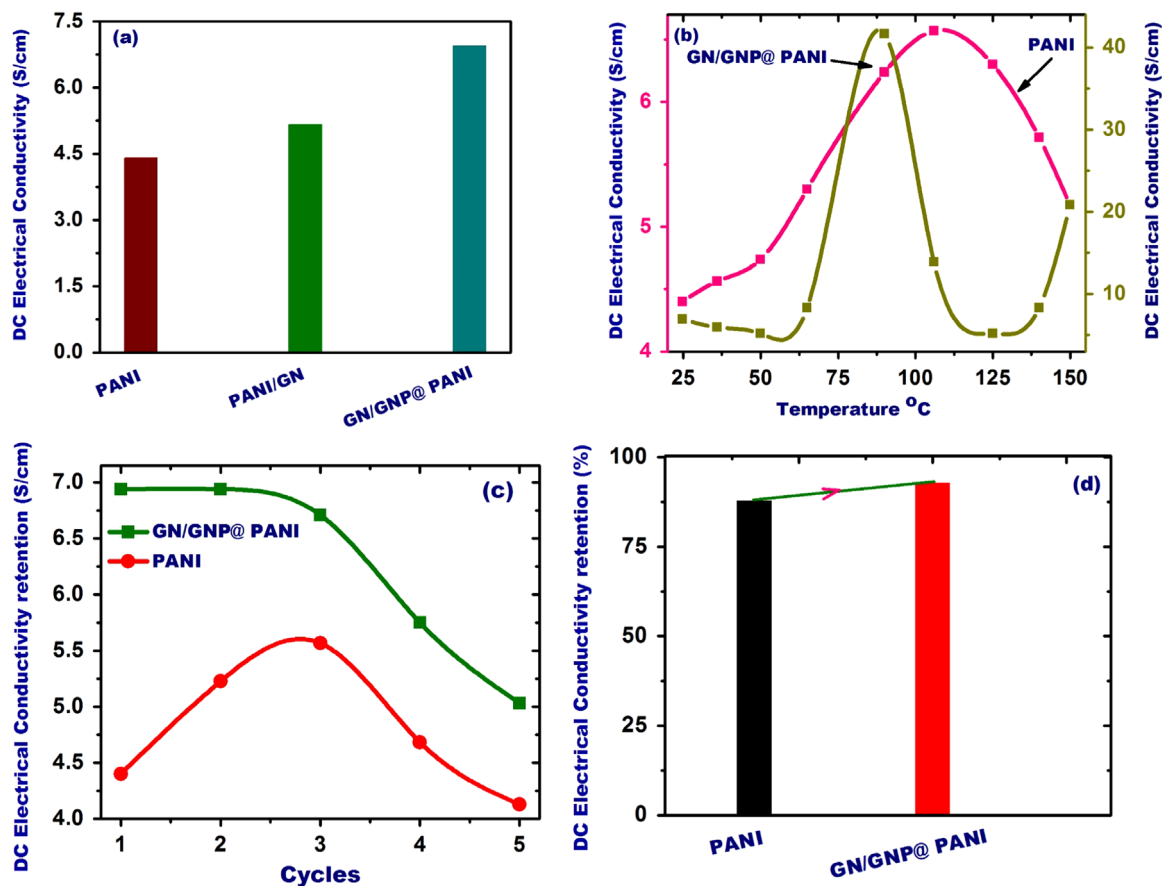 (a)
DC Electrical Conductivity (S/cm)
7.5
6.0
4.5
3.0
1.5
0.0
PANI
PANI/GN
GN/GNP@ PANI
(b)
DC Electrical Conductivity (S/cm)
6
5
4
GN/GNP@ PANI
PANI
40
30
20
10
DC Electrical Conductivity (S/cm)
25 50 75 100 125 150
Temperature ºC
(c)
DC Electrical Conductivity retention (S/cm)
7.0
6.5
6.0
5.5
5.0
4.5
4.0
GN/GNP@ PANI
PANI
1 2 3 4 5
Cycles
(d)
DC Electrical Conductivity retention (%)
100
75
50
25
0
PANI
GN/GNP@ PANI